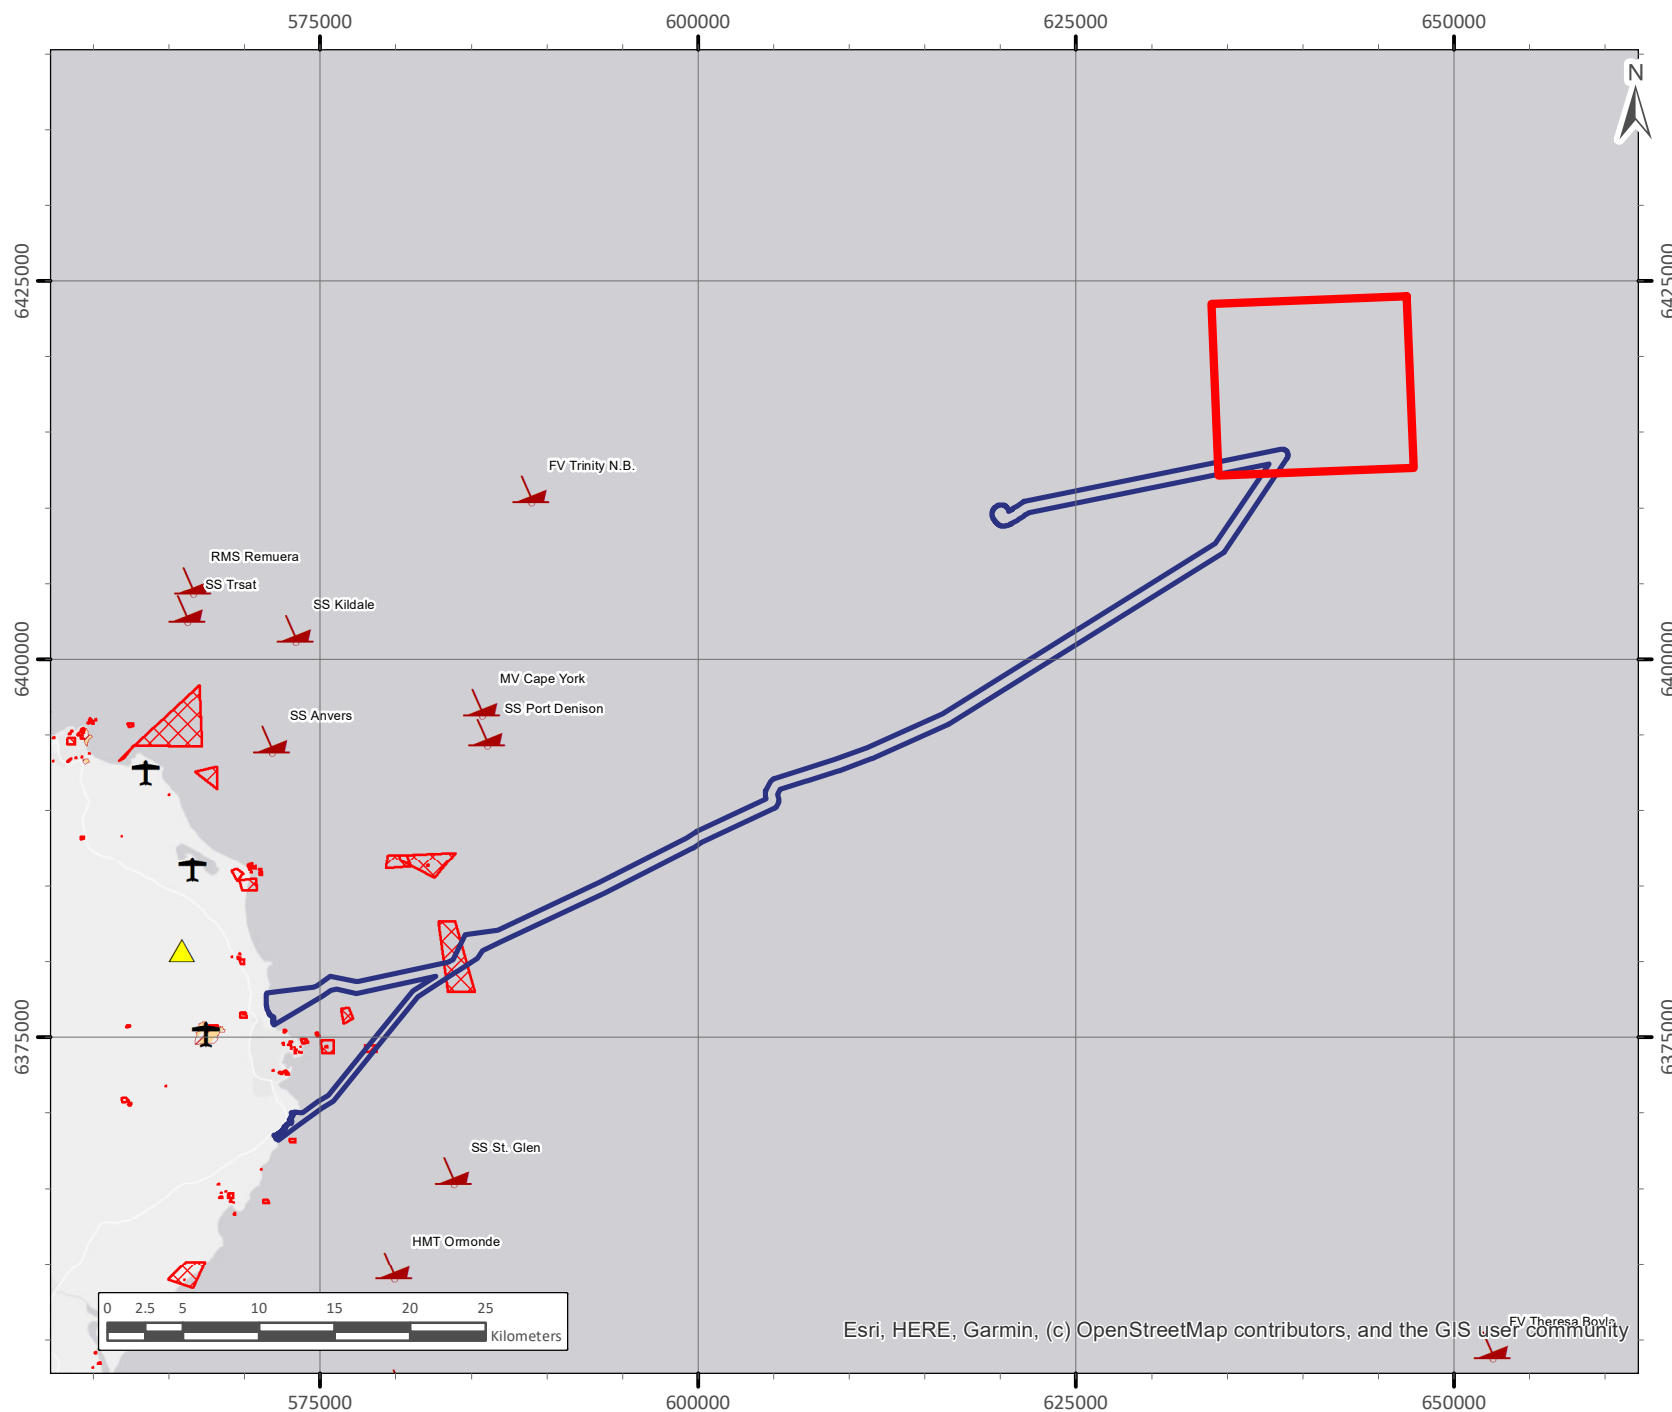 575000 600000 625000 650000
N
6425000 6425000
FV Trinity N.B.
RMS Remuera
SS Trsat
SS Kildale
6400000 6400000
MV Cape York
SS Port Denison
SS Anvers
6375000 6375000
SS St. Glen
HMT Ormonde
0 2.5 5 10 15 20 25
Kilometers
FV Theresa Boyle
Esri, HERE, Garmin, (c) OpenStreetMap contributors, and the GIS user community
575000 600000 625000 650000